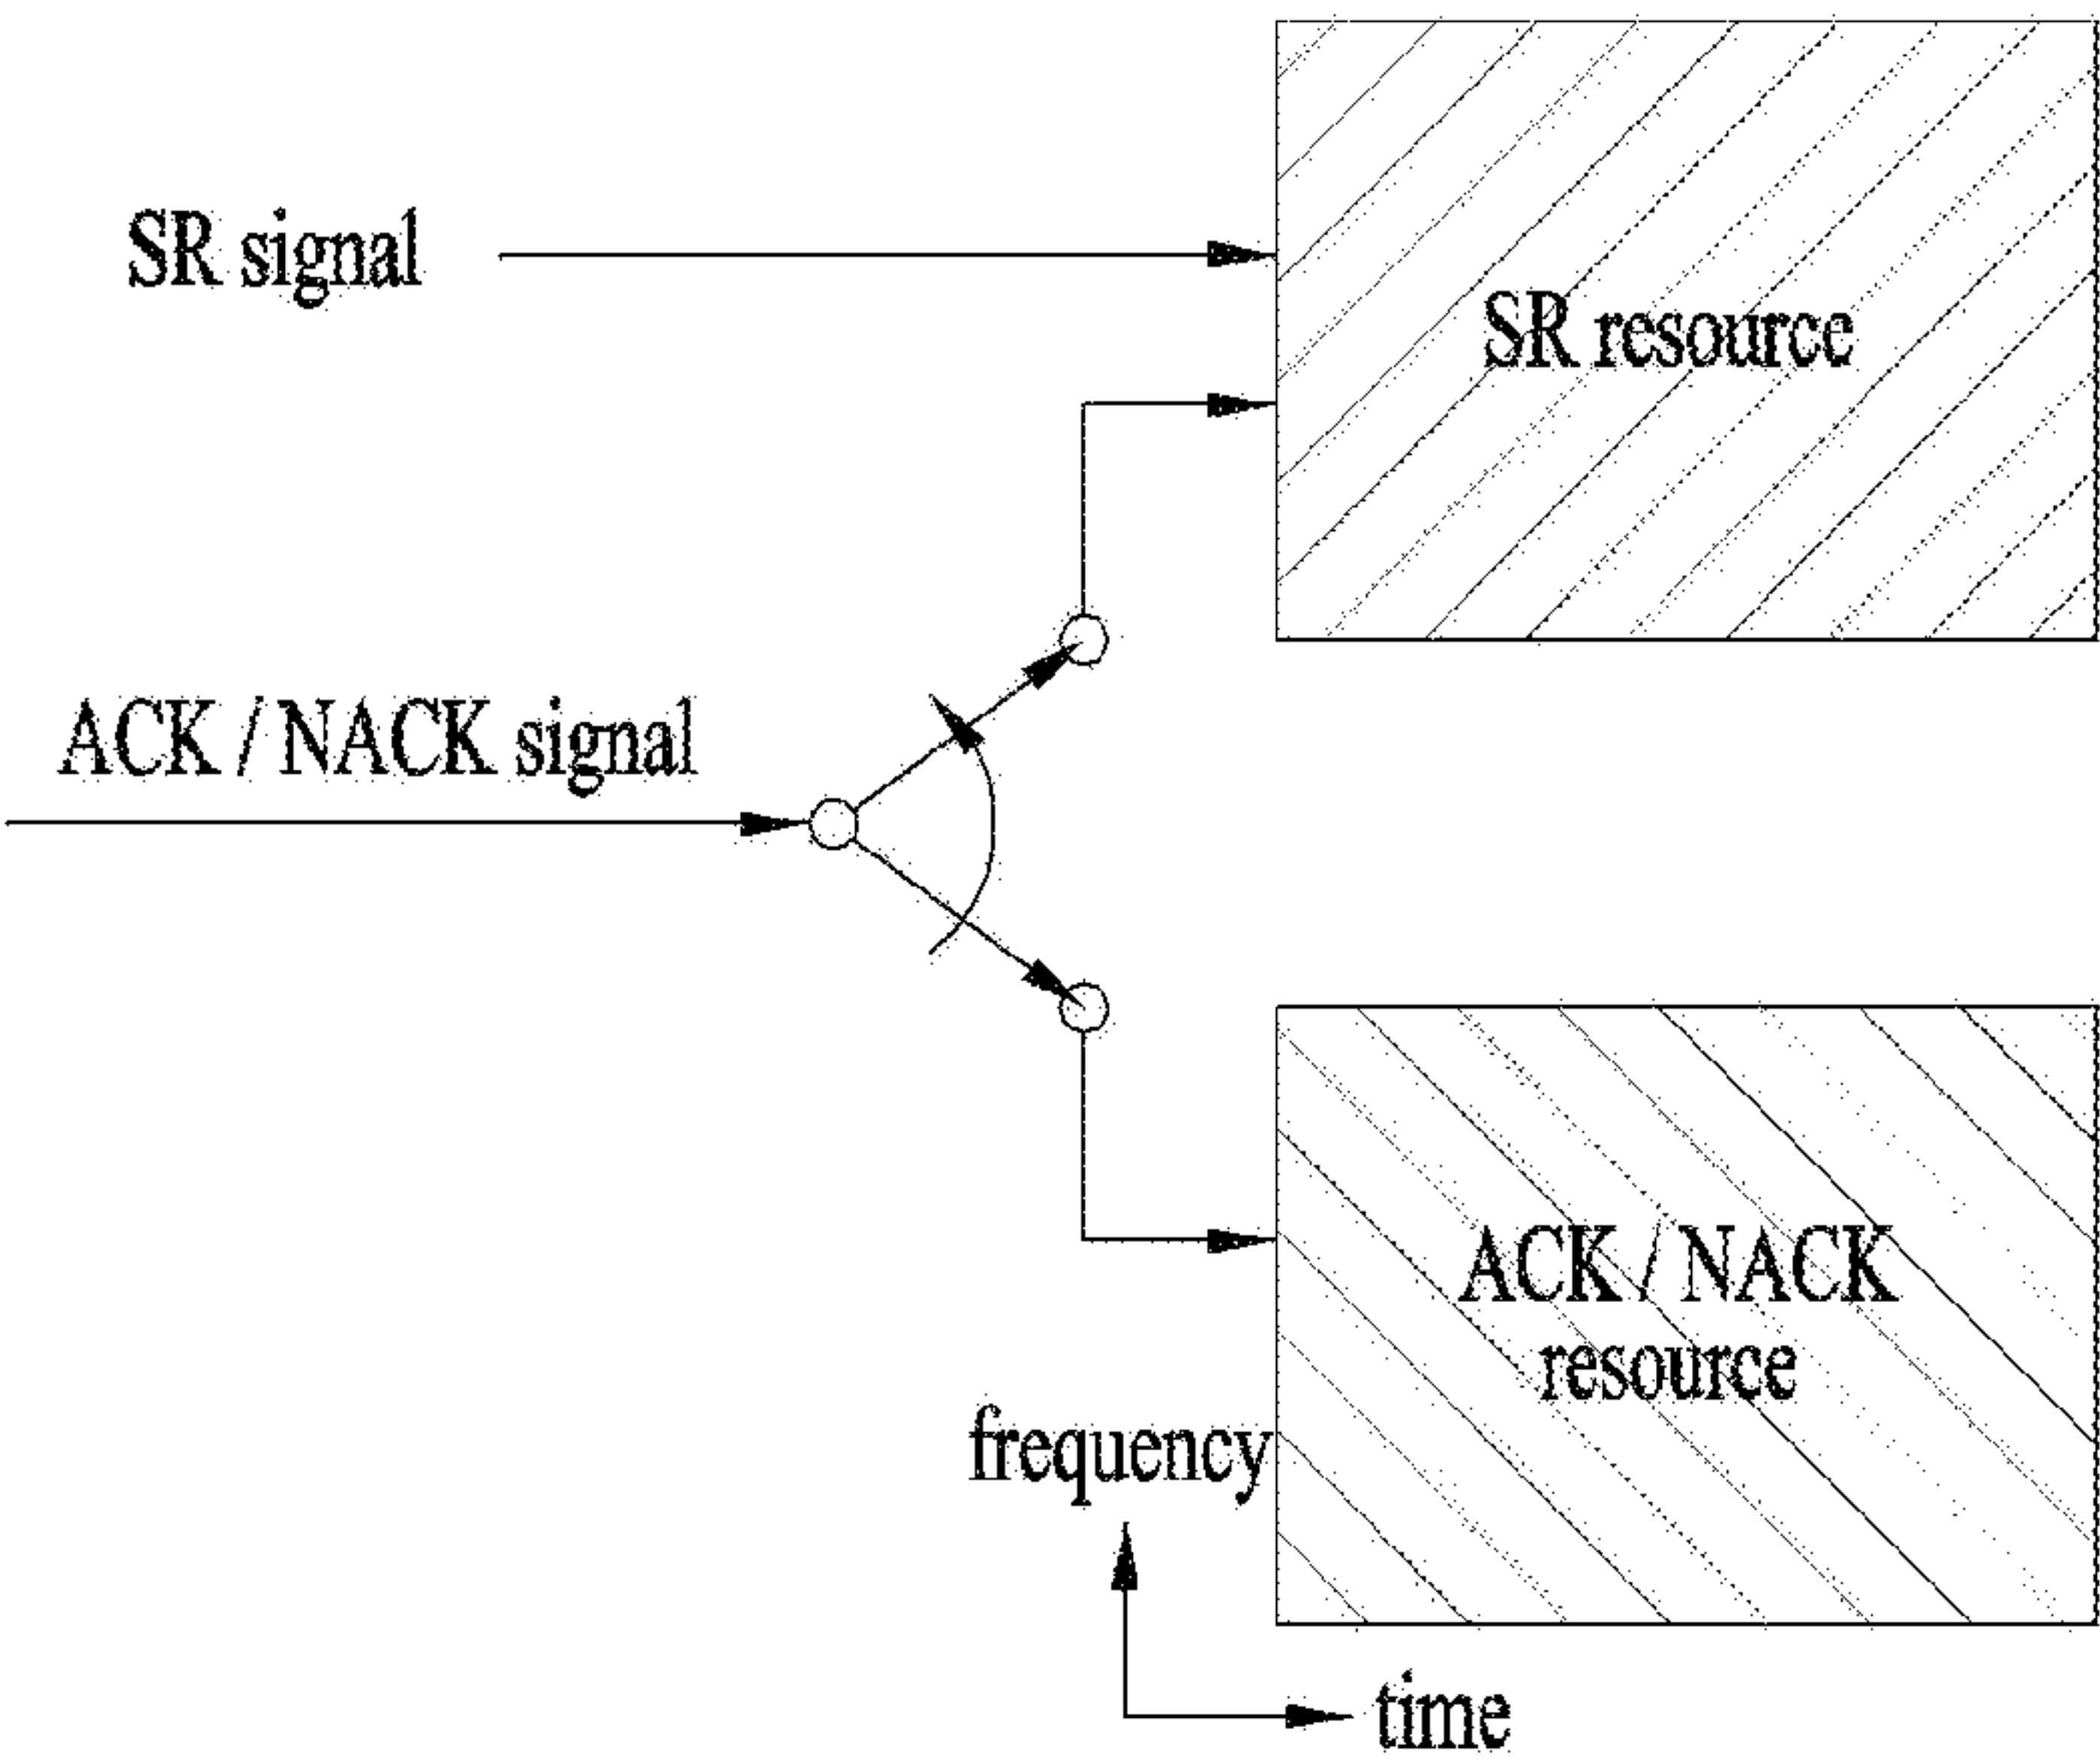 SR signal
SR resource
ACK / NACK signal
ACK / NACK
resource
frequency
time